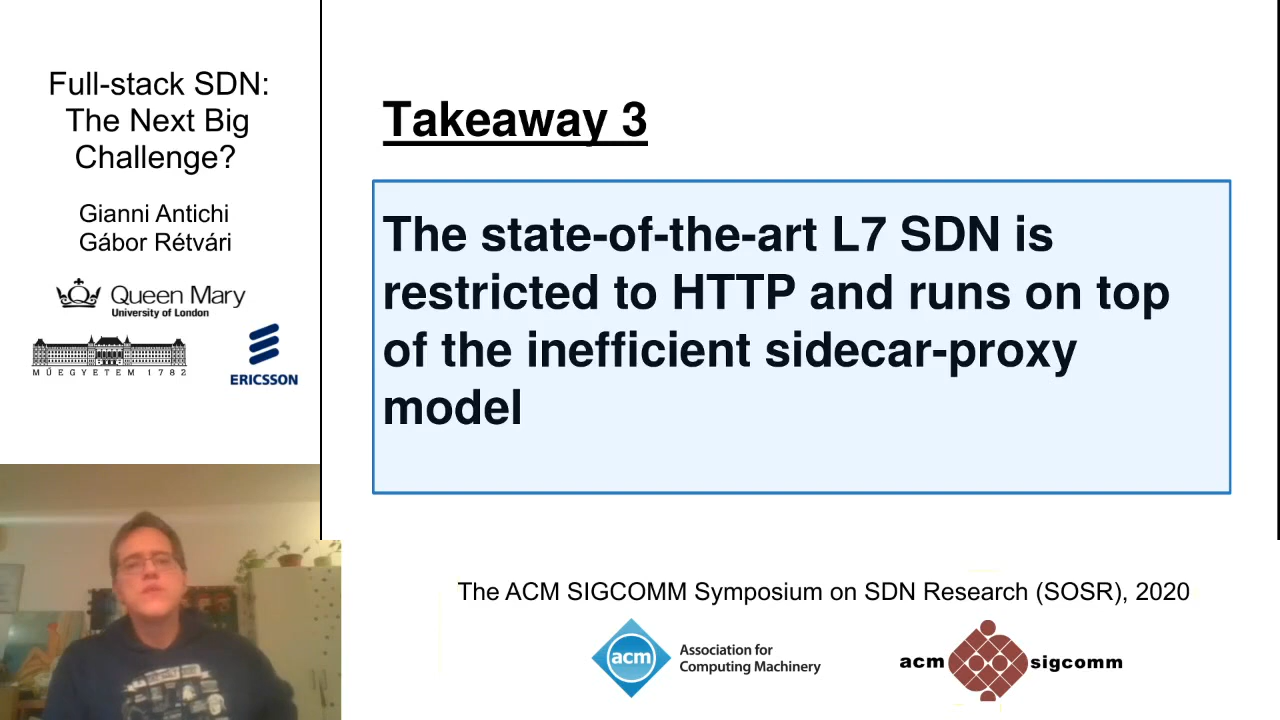 Full-stack SDN:
The Next Big
Challenge?
Gianni Antichi
Gábor Rétvári
Queen Mary
University of London
MŰEGYETEM 1782
ERICSSON
Takeaway 3
The state-of-the-art L7 SDN is
restricted to HTTP and runs on top
of the inefficient sidecar-proxy
model
The ACM SIGCOMM Symposium on SDN Research (SOSR), 2020
acm
Association for
Computing Machinery
acm sigcomm